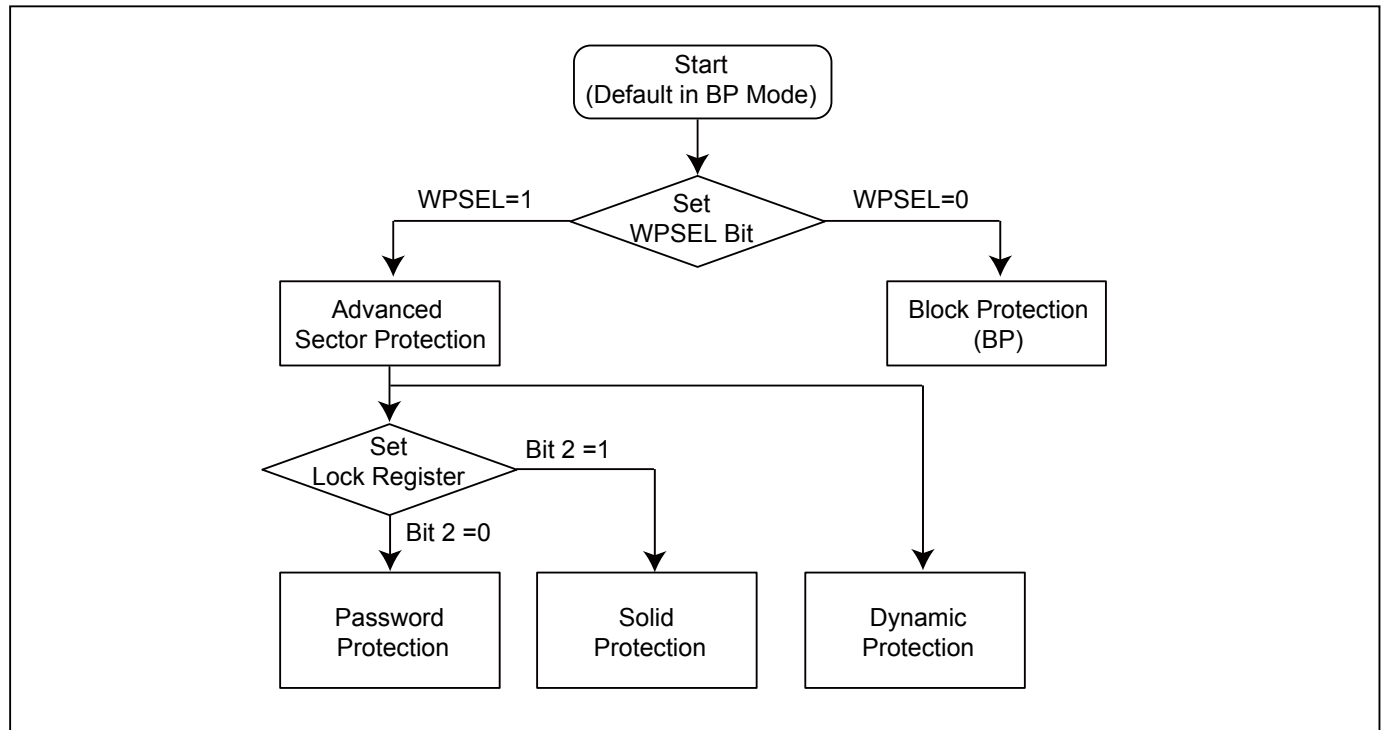 Start
(Default in BP Mode)
WPSEL=1
Set
WPSEL Bit
WPSEL=0
Advanced
Sector Protection
Block Protection
(BP)
Set
Lock Register
Bit 2 =1
Bit 2 =0
Password
Protection
Solid
Protection
Dynamic
Protection